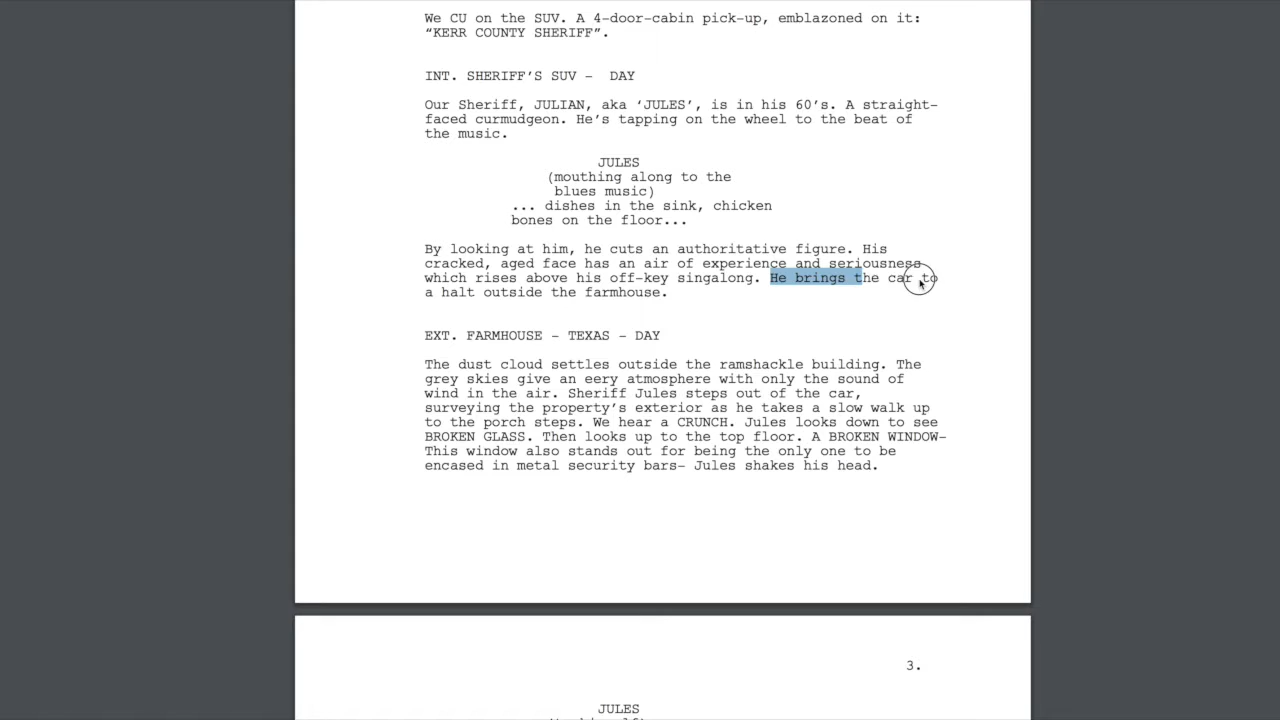 We CU on the SUV. A 4-door-cabin pick-up, emblazoned on it:
“KERR COUNTY SHERIFF”.
INT. SHERIFF’S SUV - DAY
Our Sheriff, JULIAN, aka ‘JULES’, is in his 60’s. A straight-
faced curmudgeon. He’s tapping on the wheel to the beat of
the music.
JULES
(mouthing along to the
blues music)
... dishes in the sink, chicken
bones on the floor...
By looking at him, he cuts an authoritative figure. His
cracked, aged face has an air of experience and seriousness
which rises above his off-key singalong. He brings the car to
a halt outside the farmhouse.
EXT. FARMHOUSE - TEXAS - DAY
The dust cloud settles outside the ramshackle building. The
grey skies give an eery atmosphere with only the sound of
wind in the air. Sheriff Jules steps out of the car,
surveying the property’s exterior as he takes a slow walk up
to the porch steps. We hear a CRUNCH. Jules looks down to see
BROKEN GLASS. Then looks up to the top floor. A BROKEN WINDOW-
This window also stands out for being the only one to be
encased in metal security bars- Jules shakes his head.
3.
JULES